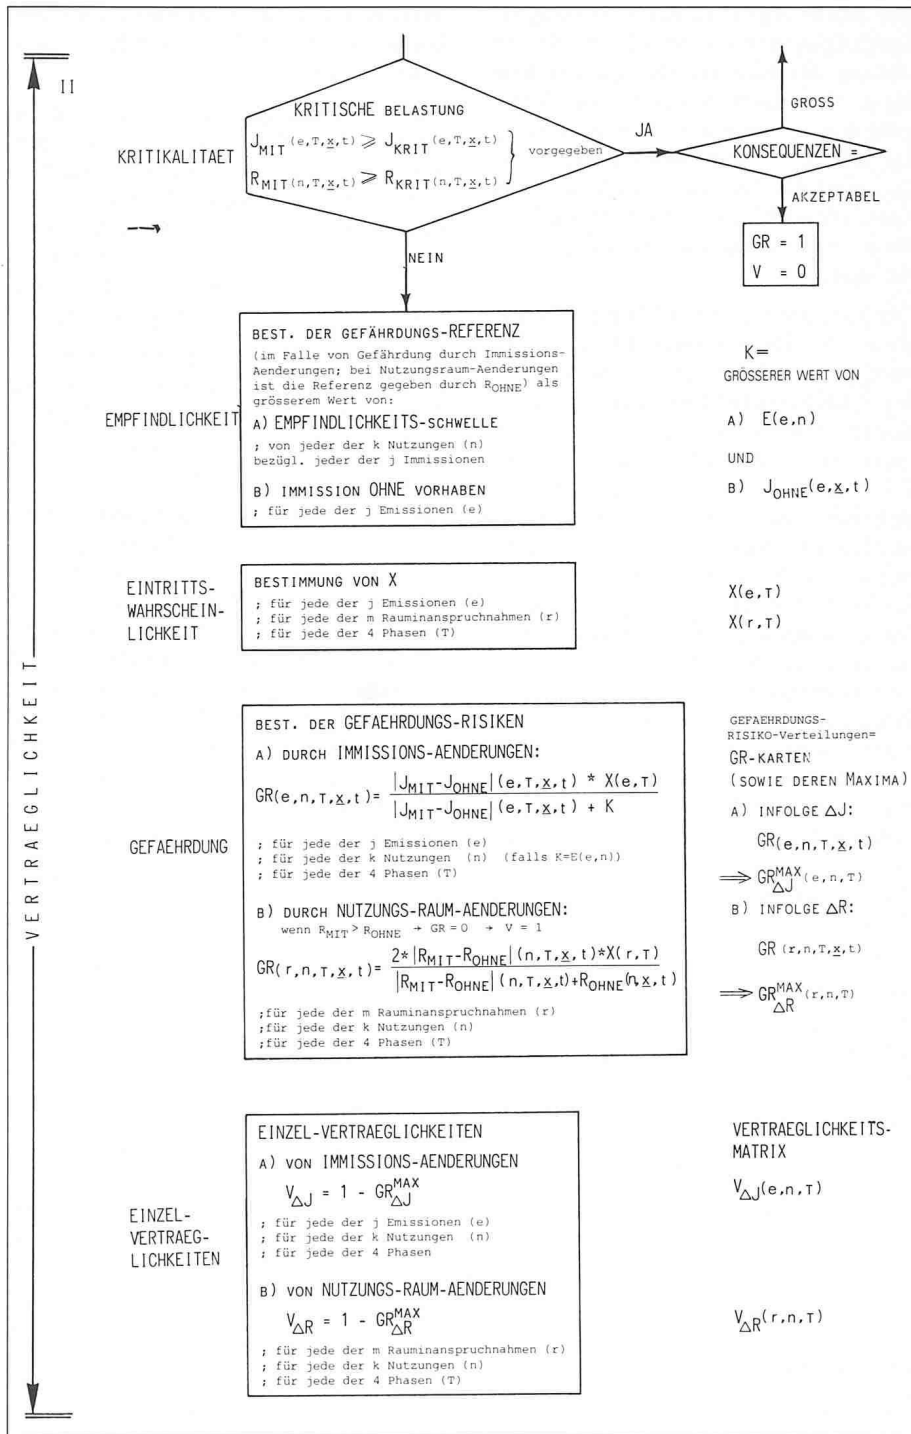 II
KRITISCHE BELASTUNG
KRITIKALITAET
J_MIT (e,T,x,t) ⩾ J_KRIT (e,T,x,t)
R_MIT (n,T,x,t) ⩾ R_KRIT (n,T,x,t)
} vorgegeben
JA
GROSS
KONSEQUENZEN =
AKZEPTABEL
GR = 1
V = 0
NEIN
EMPFINDLICHKEIT
BEST. DER GEFÄHRDUNGS-REFERENZ
(im Falle von Gefährdung durch Immissions-
Aenderungen; bei Nutzungsraum-Aenderungen
ist die Referenz gegeben durch R_OHNE) als
grösserem Wert von:
A) EMPFINDLICHKEITS-SCHWELLE
; von jeder der k Nutzungen (n)
bezügl. jeder der j Immissionen
B) IMMISSION OHNE VORHABEN
; für jede der j Emissionen (e)
K=
GRÖSSERER WERT VON
A) E(e,n)
UND
B) J_OHNE(e,x,t)
EINTRITTS-
WAHRSCHEIN-
LICHKEIT
BESTIMMUNG VON X
; für jede der j Emissionen (e)
; für jede der m Rauminanspruchnahmen (r)
; für jede der 4 Phasen (T)
X(e,T)
X(r,T)
VERTRAEGLICHKEIT
GEFAEHRDUNG
BEST. DER GEFAEHRDUNGS-RISIKEN
A) DURCH IMMISSIONS-AENDERUNGEN:
GR(e,n,T,x,t)= |J_MIT-J_OHNE|(e,T,x,t) * X(e,T)
|J_MIT-J_OHNE|(e,T,x,t) + K
; für jede der j Emissionen (e)
; für jede der k Nutzungen (n) (falls K=E(e,n))
; für jede der 4 Phasen (T)
B) DURCH NUTZUNGS-RAUM-AENDERUNGEN:
wenn R_MIT > R_OHNE → GR=0 → V = 1
GR(r,n,T,x,t)= 2*|R_MIT-R_OHNE|(n,T,x,t)*X(r,T)
|R_MIT-R_OHNE|(n,T,x,t)+R_OHNE(n,x,t)
;für jede der m Rauminanspruchnahmen (r)
;für jede der k Nutzungen (n)
;für jede der 4 Phasen (T)
GEFAEHRDUNGS-
RISIKO-Verteilungen=
GR-KARTEN
(SOWIE DEREN MAXIMA)
A) INFOLGE △J:
GR(e,n,T,x,t)
⟹ GR^MAX_△J (e,n,T)
B) INFOLGE △R:
GR (r,n,T,x,t)
⟹ GR^MAX_△R (r,n,T)
EINZEL-
VERTRAEG-
LICHKEITEN
EINZEL-VERTRAEGLICHKEITEN
A) VON IMMISSIONS-AENDERUNGEN
V_△J = 1 - GR^MAX_△J
; für jede der j Emissionen (e)
; für jede der k Nutzungen (n)
; für jede der 4 Phasen
B) VON NUTZUNGS-RAUM-AENDERUNGEN
V_△R = 1 - GR^MAX_△R
; für jede der m Rauminanspruchnahmen (r)
; für jede der k Nutzungen (n)
; für jede der 4 Phasen (T)
VERTRAEGLICHKEITS-
MATRIX
V_△J(e,n,T)
V_△R(r,n,T)